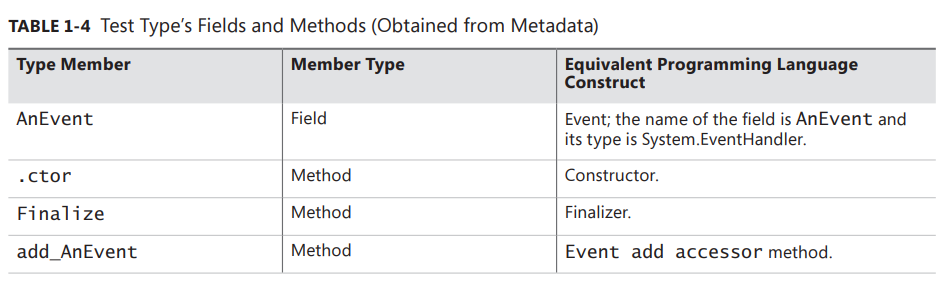 TABLE 1-4 Test Type’s Fields and Methods (Obtained from Metadata)
Type Member Member Type Equivalent Programming Language
Construct
AnEvent Field Event; the name of the field is AnEvent and
its type is System.EventHandler.
.ctor Method Constructor.
Finalize Method Finalizer.
add_AnEvent Method Event add accessor method.